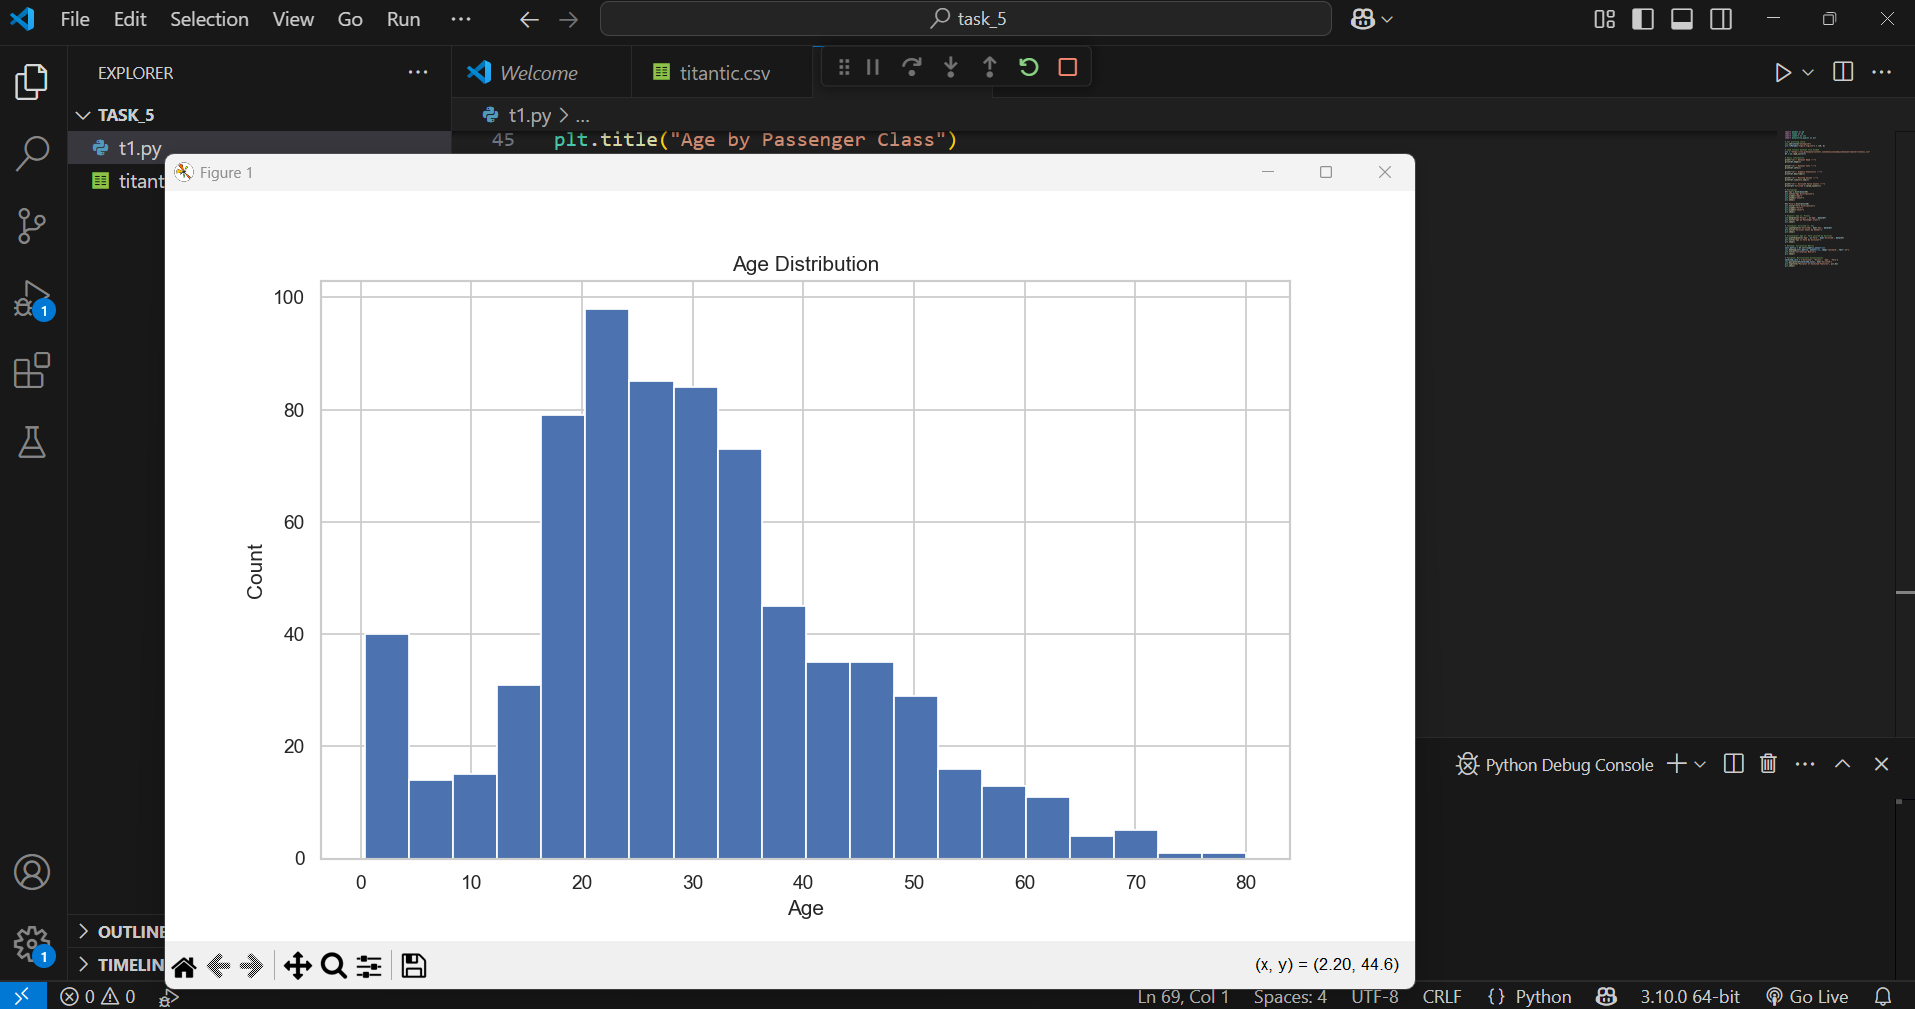 File Edit Selection View Go Run ···
task_5
EXPLORER ···
Welcome
titantic.csv
TASK_5
t1.py
titant
t1.py > ...
45 plt.title("Age by Passenger Class")
Figure 1
Age Distribution
100
80
60
40
20
0
Count
0 10 20 30 40 50 60 70 80
Age
(x, y) = (2.20, 44.6)
1
Python Debug Console
OUTLINE
1
TIMELIN
0 0
Ln 69, Col 1 Spaces: 4 UTF-8 CRLF {} Python 3.10.0 64-bit Go Live